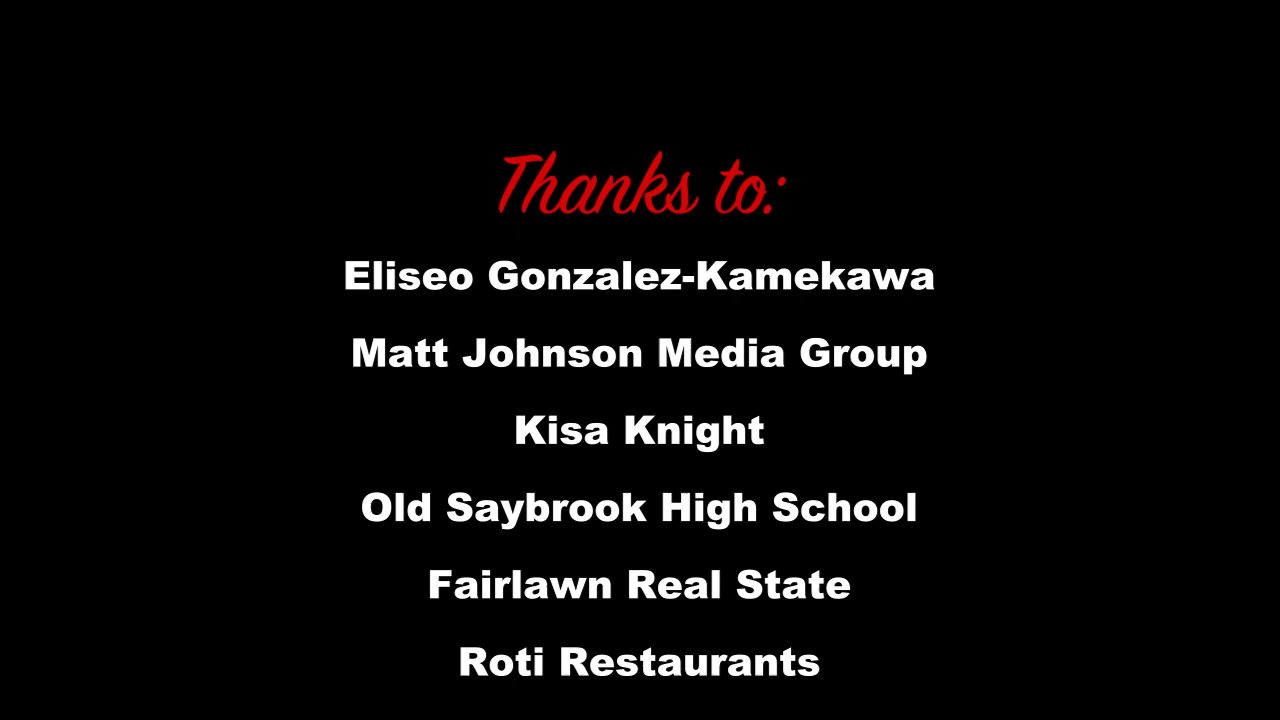 Thanks to:
Eliseo Gonzalez-Kamekawa
Matt Johnson Media Group
Kisa Knight
Old Saybrook High School
Fairlawn Real State
Roti Restaurants